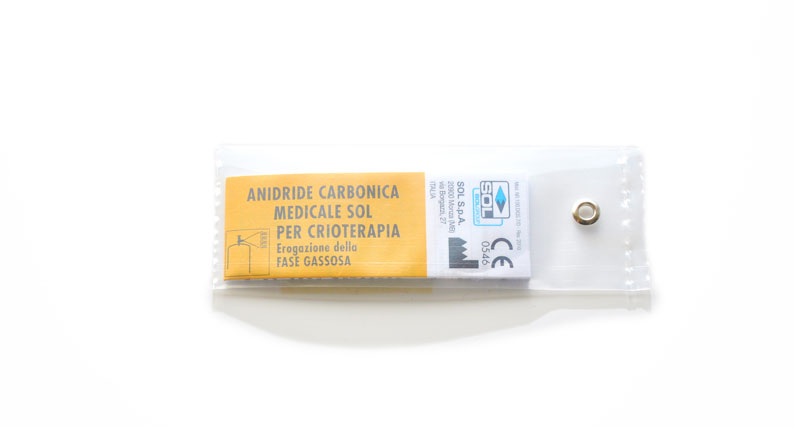 ANIDRIDE CARBONICA
MEDICALE SOL
PER CRIOTERAPIA
Erogazione della
FASE GASSOSA
SOL
SOL S.p.A.
20900 Monza (MB)
via Borgazzi, 27
ITALIA
CE
0546